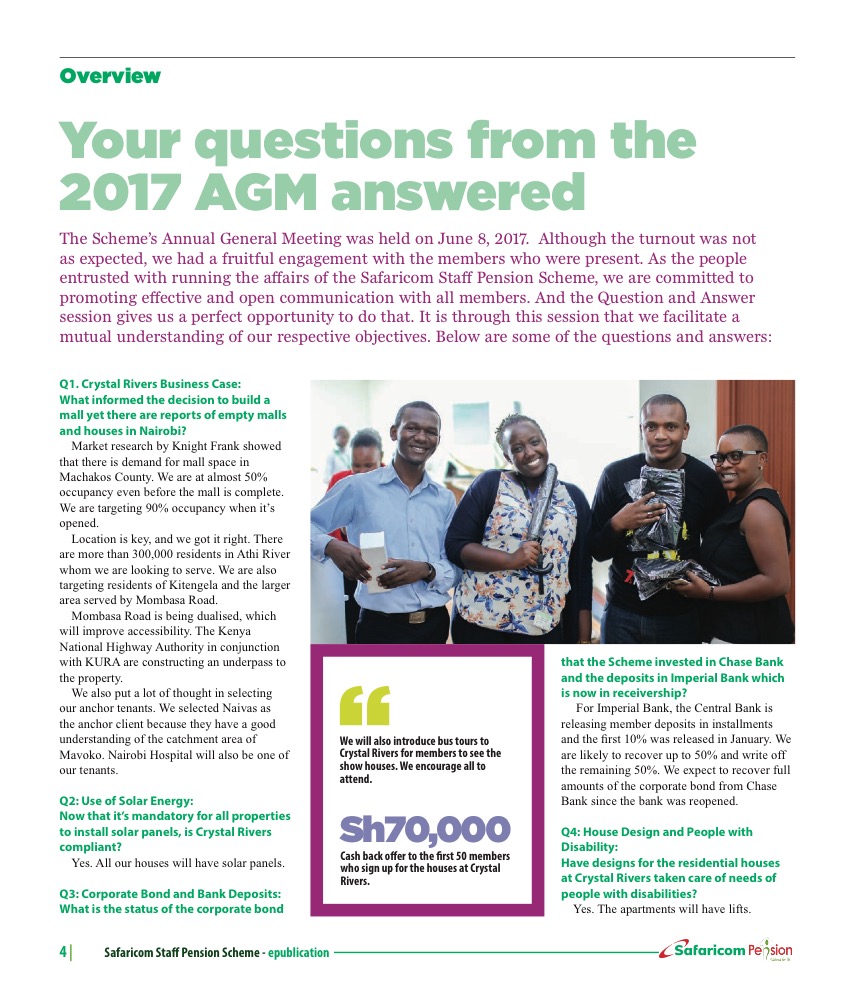 Overview
Your questions from the
2017 AGM answered
The Scheme’s Annual General Meeting was held on June 8, 2017.  Although the turnout was not
as expected, we had a fruitful engagement with the members who were present. As the people
entrusted with running the affairs of the Safaricom Staff Pension Scheme, we are committed to
promoting effective and open communication with all members. And the Question and Answer
session gives us a perfect opportunity to do that. It is through this session that we facilitate a
mutual understanding of our respective objectives. Below are some of the questions and answers:
Q1. Crystal Rivers Business Case:
What informed the decision to build a
mall yet there are reports of empty malls
and houses in Nairobi?
Market research by Knight Frank showed
that there is demand for mall space in
Machakos County. We are at almost 50%
occupancy even before the mall is complete.
We are targeting 90% occupancy when it’s
opened.
Location is key, and we got it right. There
are more than 300,000 residents in Athi River
whom we are looking to serve. We are also
targeting residents of Kitengela and the larger
area served by Mombasa Road.
Mombasa Road is being dualised, which
will improve accessibility. The Kenya
National Highway Authority in conjunction
with KURA are constructing an underpass to
the property.
We also put a lot of thought in selecting
our anchor tenants. We selected Naivas as
the anchor client because they have a good
understanding of the catchment area of
Mavoko. Nairobi Hospital will also be one of
our tenants.
Q2: Use of Solar Energy:
Now that it’s mandatory for all properties
to install solar panels, is Crystal Rivers
compliant?
Yes. All our houses will have solar panels.
Q3: Corporate Bond and Bank Deposits:
What is the status of the corporate bond
“
We will also introduce bus tours to
Crystal Rivers for members to see the
show houses. We encourage all to
attend.
Sh70,000
Cash back offer to the first 50 members
who sign up for the houses at Crystal
Rivers.
that the Scheme invested in Chase Bank
and the deposits in Imperial Bank which
is now in receivership?
For Imperial Bank, the Central Bank is
releasing member deposits in installments
and the first 10% was released in January. We
are likely to recover up to 50% and write off
the remaining 50%. We expect to recover full
amounts of the corporate bond from Chase
Bank since the bank was reopened.
Q4: House Design and People with
Disability:
Have designs for the residential houses
at Crystal Rivers taken care of needs of
people with disabilities?
Yes. The apartments will have lifts.
4 |
Safaricom Staff Pension Scheme - epublication
Safaricom Pension